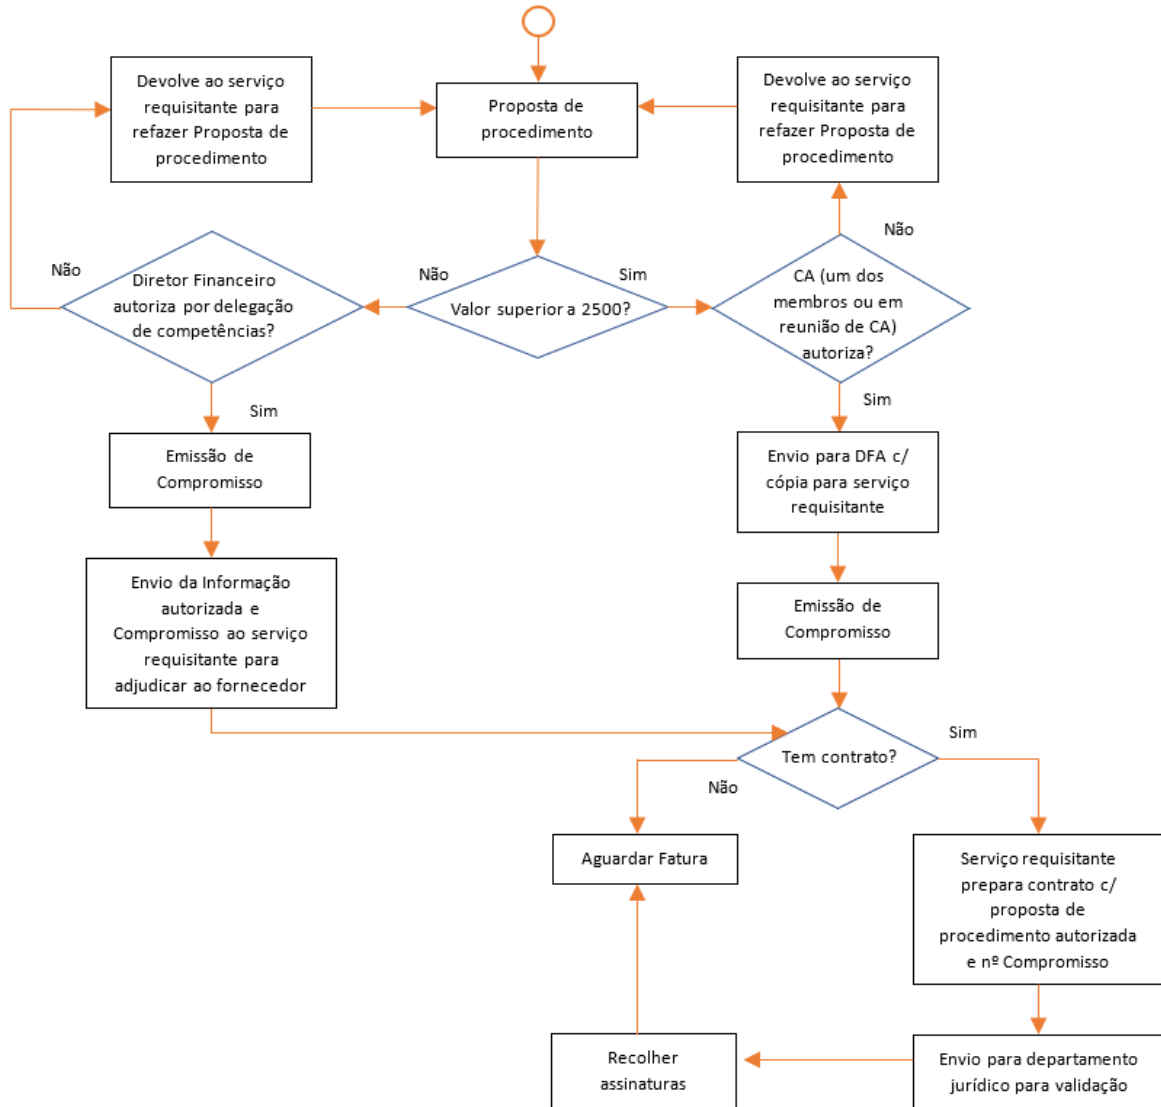 Devolve ao serviço
requisitante para
refazer Proposta de
procedimento
Proposta de
procedimento
Devolve ao serviço
requisitante para
refazer Proposta de
procedimento
Não
Diretor Financeiro
autoriza por delegação
de competências?
Não
Valor superior a 2500?
Sim
Não
CA (um dos
membros ou em
reunião de CA)
autoriza?
Sim
Sim
Emissão de
Compromisso
Envio para DFA c/
cópia para serviço
requisitante
Envio da Informação
autorizada e
Compromisso ao serviço
requisitante para
adjudicar ao fornecedor
Emissão de
Compromisso
Tem contrato?
Sim
Não
Aguardar Fatura
Serviço requisitante
prepara contrato c/
proposta de
procedimento autorizada
e nº Compromisso
Recolher
assinaturas
Envio para departamento
jurídico para validação